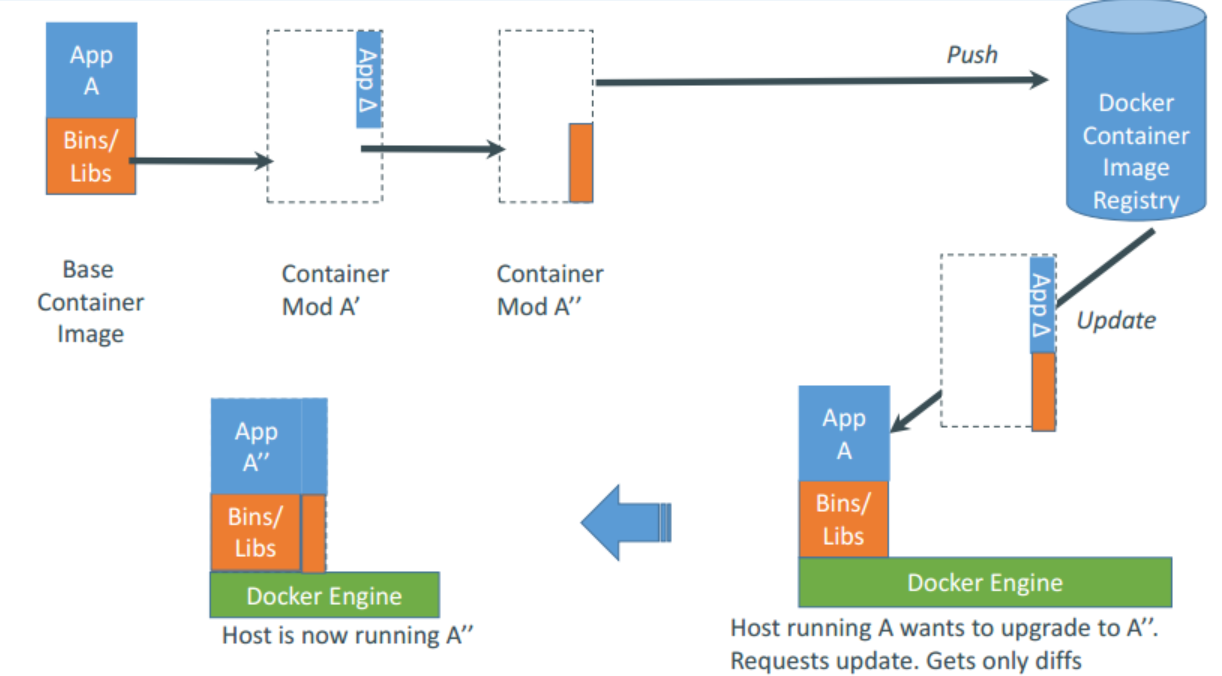 App
A
Bins/
Libs
App Δ
Push
Docker
Container
Image
Registry
Base
Container
Image
Container
Mod A’
Container
Mod A’’
App Δ
Update
App
A’’
Bins/
Libs
Docker Engine
Host is now running A’’
App
A
Bins/
Libs
Docker Engine
Host running A wants to upgrade to A’’.
Requests update. Gets only diffs